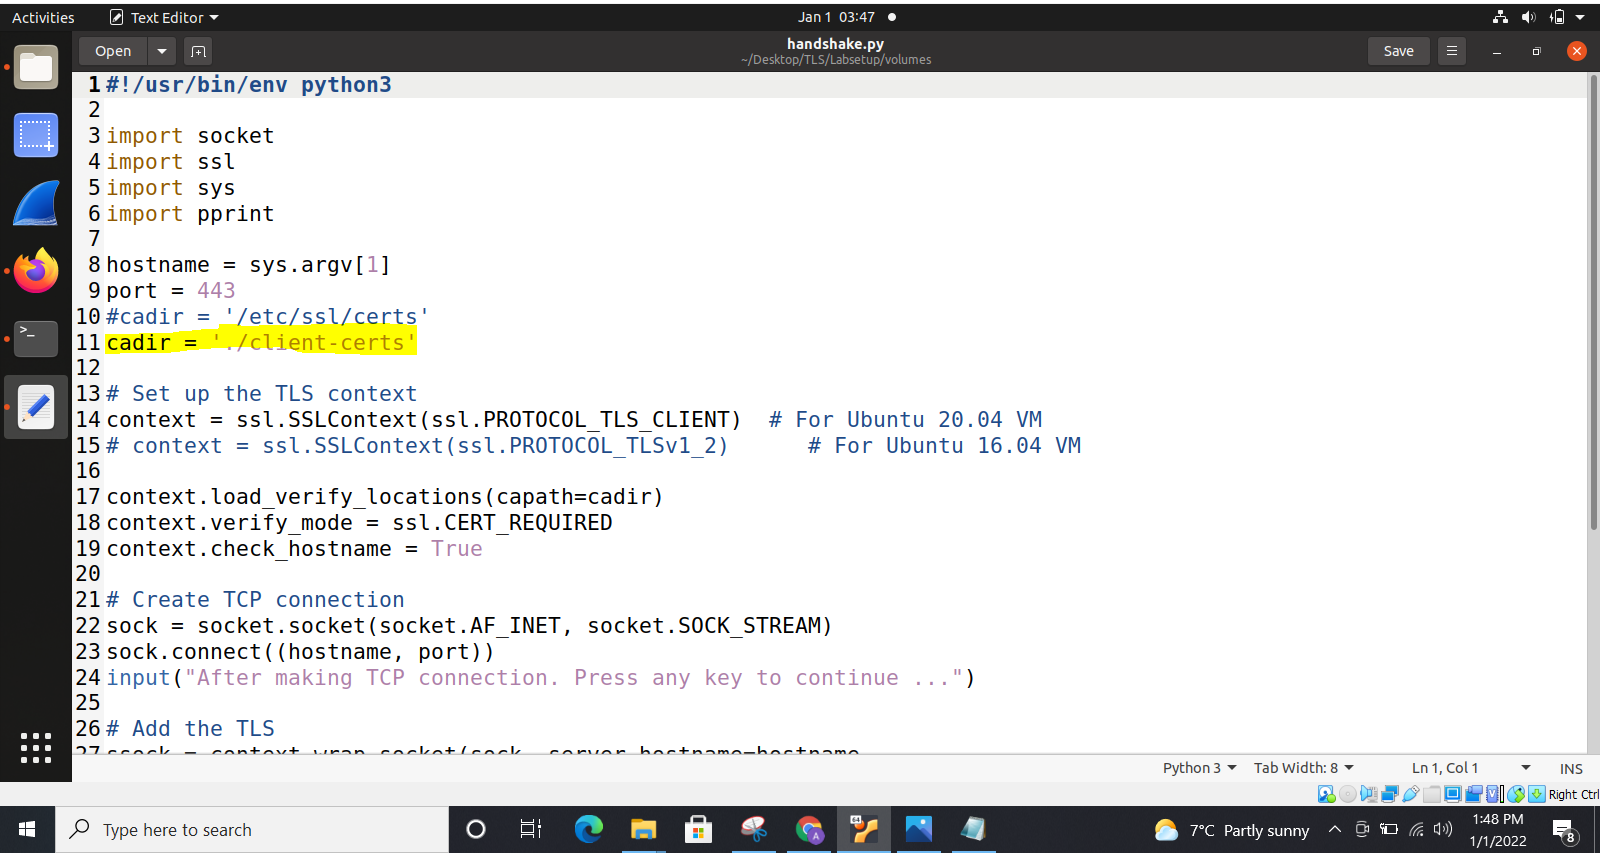 Activities
Text Editor
Jan 1 03:47
Open
handshake.py
~/Desktop/TLS/Labsetup/volumes
Save
1 #!/usr/bin/env python3
2
3 import socket
4 import ssl
5 import sys
6 import pprint
7
8 hostname = sys.argv[1]
9 port = 443
10 #cadir = '/etc/ssl/certs'
11 cadir = './client-certs'
12
13 # Set up the TLS context
14 context = ssl.SSLContext(ssl.PROTOCOL_TLS_CLIENT)  # For Ubuntu 20.04 VM
15 # context = ssl.SSLContext(ssl.PROTOCOL_TLSv1_2)      # For Ubuntu 16.04 VM
16
17 context.load_verify_locations(capath=cadir)
18 context.verify_mode = ssl.CERT_REQUIRED
19 context.check_hostname = True
20
21 # Create TCP connection
22 sock = socket.socket(socket.AF_INET, socket.SOCK_STREAM)
23 sock.connect((hostname, port))
24 input("After making TCP connection. Press any key to continue ...")
25
26 # Add the TLS
27 ssock = context.wrap_socket(sock, server_hostname=hostname
Python 3
Tab Width: 8
Ln 1, Col 1
INS
Right Ctrl
Type here to search
64
A
7°C Partly sunny
1:48 PM
1/1/2022
8